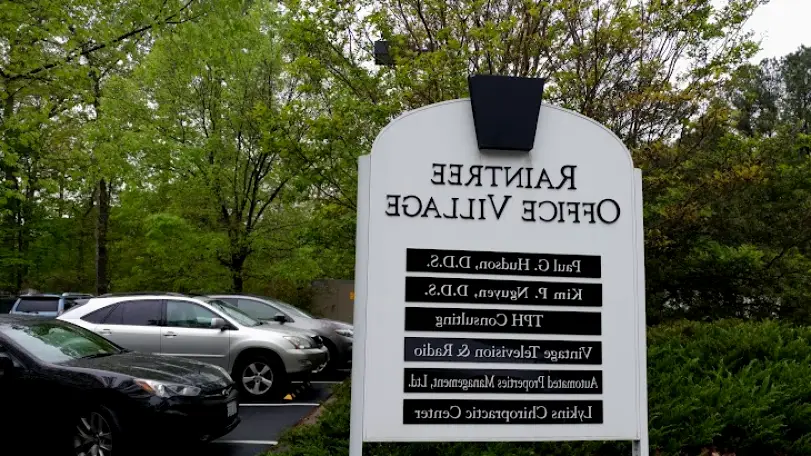 RAINTREE
OFFICE VILLAGE
Paul G. Hudson, D.D.S.
Kim P. Nguyen, D.D.S.
TPH Consulting
Vintage Television & Radio
Automated Properties Management, Ltd.
Lykins Chiropractic Center